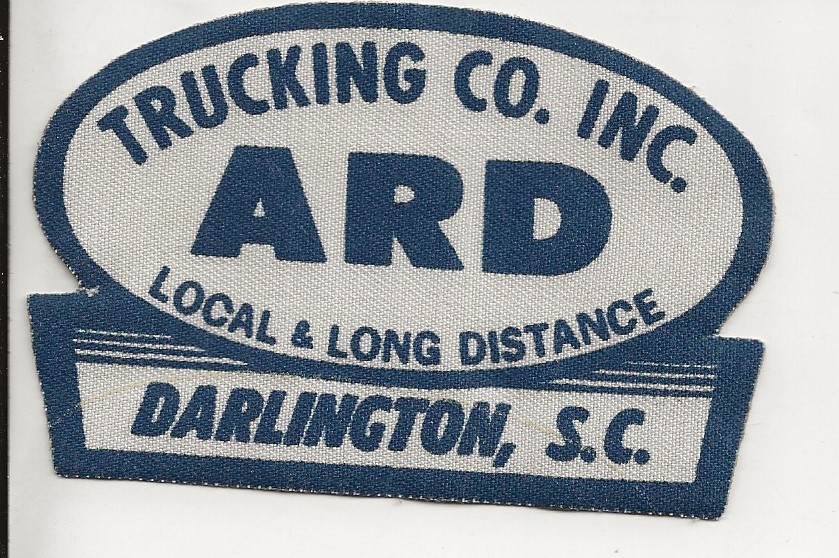 TRUCKING CO. INC.
ARD
LOCAL & LONG DISTANCE
DARLINGTON, S.C.